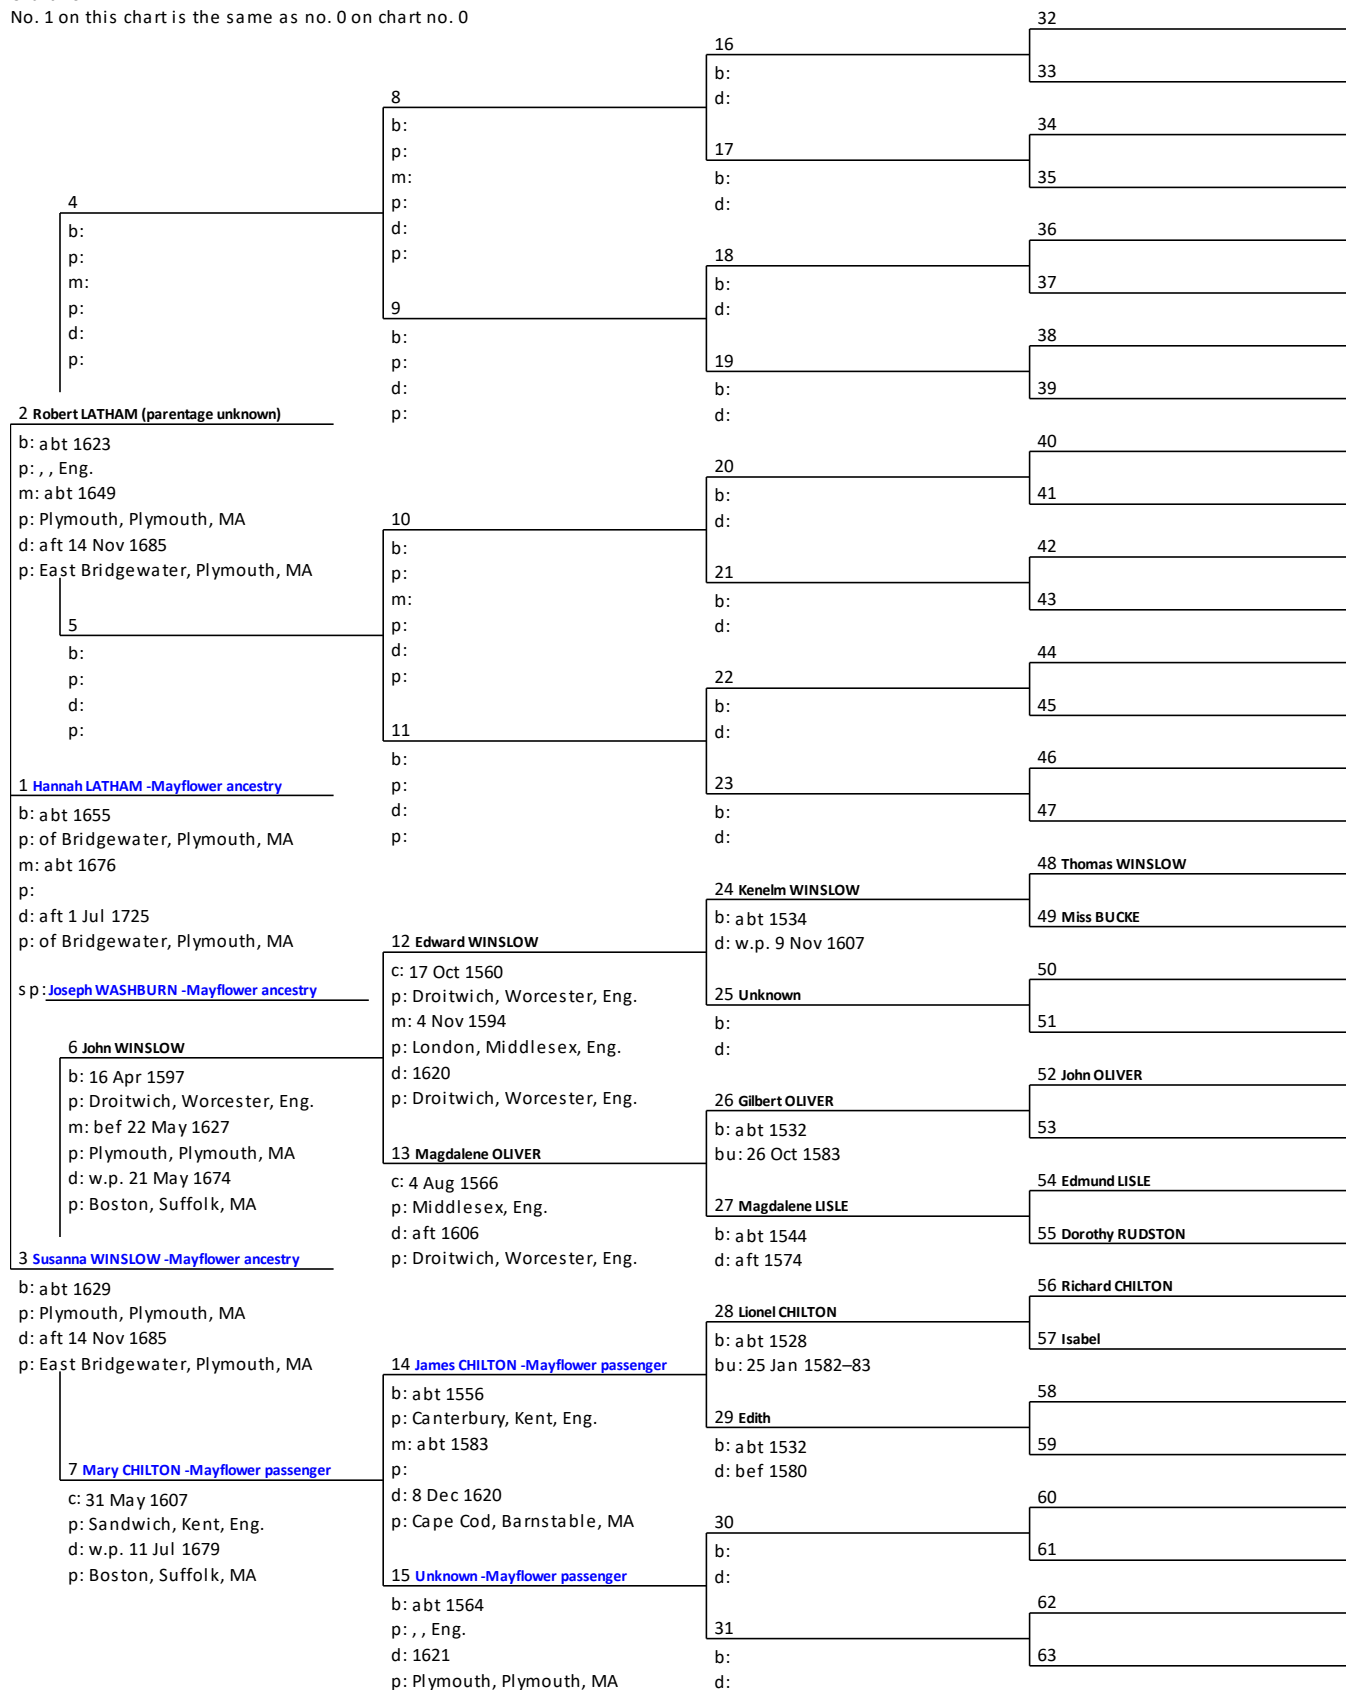 No. 1 on this chart is the same as no. 0 on chart no. 0
2 Robert LATHAM (parentage unknown)
b: abt 1623
p: , , Eng.
m: abt 1649
p: Plymouth, Plymouth, MA
d: aft 14 Nov 1685
p: East Bridgewater, Plymouth, MA
1 Hannah LATHAM -Mayflower ancestry
b: abt 1655
p: of Bridgewater, Plymouth, MA
m: abt 1676
p:
d: aft 1 Jul 1725
p: of Bridgewater, Plymouth, MA
sp: Joseph WASHBURN -Mayflower ancestry
3 Susanna WINSLOW -Mayflower ancestry
b: abt 1629
p: Plymouth, Plymouth, MA
d: aft 14 Nov 1685
p: East Bridgewater, Plymouth, MA
4
b:
p:
m:
p:
d:
p:
5
b:
p:
d:
p:
6 John WINSLOW
b: 16 Apr 1597
p: Droitwich, Worcester, Eng.
m: bef 22 May 1627
p: Plymouth, Plymouth, MA
d: w.p. 21 May 1674
p: Boston, Suffolk, MA
7 Mary CHILTON -Mayflower passenger
c: 31 May 1607
p: Sandwich, Kent, Eng.
d: w.p. 11 Jul 1679
p: Boston, Suffolk, MA
8
b:
p:
m:
p:
d:
p:
9
b:
p:
d:
p:
10
b:
p:
m:
p:
d:
p:
11
b:
p:
d:
p:
12 Edward WINSLOW
c: 17 Oct 1560
p: Droitwich, Worcester, Eng.
m: 4 Nov 1594
p: London, Middlesex, Eng.
d: 1620
p: Droitwich, Worcester, Eng.
13 Magdalene OLIVER
c: 4 Aug 1566
p: Middlesex, Eng.
d: aft 1606
p: Droitwich, Worcester, Eng.
14 James CHILTON -Mayflower passenger
b: abt 1556
p: Canterbury, Kent, Eng.
m: abt 1583
p:
d: 8 Dec 1620
p: Cape Cod, Barnstable, MA
15 Unknown -Mayflower passenger
b: abt 1564
p: , , Eng.
d: 1621
p: Plymouth, Plymouth, MA
16
b:
d:
17
b:
d:
18
b:
d:
19
b:
d:
20
b:
d:
21
b:
d:
22
b:
d:
23
b:
d:
24 Kenelm WINSLOW
b: abt 1534
d: w.p. 9 Nov 1607
25 Unknown
b:
d:
26 Gilbert OLIVER
b: abt 1532
bu: 26 Oct 1583
27 Magdalene LISLE
b: abt 1544
d: aft 1574
28 Lionel CHILTON
b: abt 1528
bu: 25 Jan 1582–83
29 Edith
b: abt 1532
d: bef 1580
30
b:
d:
31
b:
d:
32
33
34
35
36
37
38
39
40
41
42
43
44
45
46
47
48 Thomas WINSLOW
49 Miss BUCKE
50
51
52 John OLIVER
53
54 Edmund LISLE
55 Dorothy RUDSTON
56 Richard CHILTON
57 Isabel
58
59
60
61
62
63